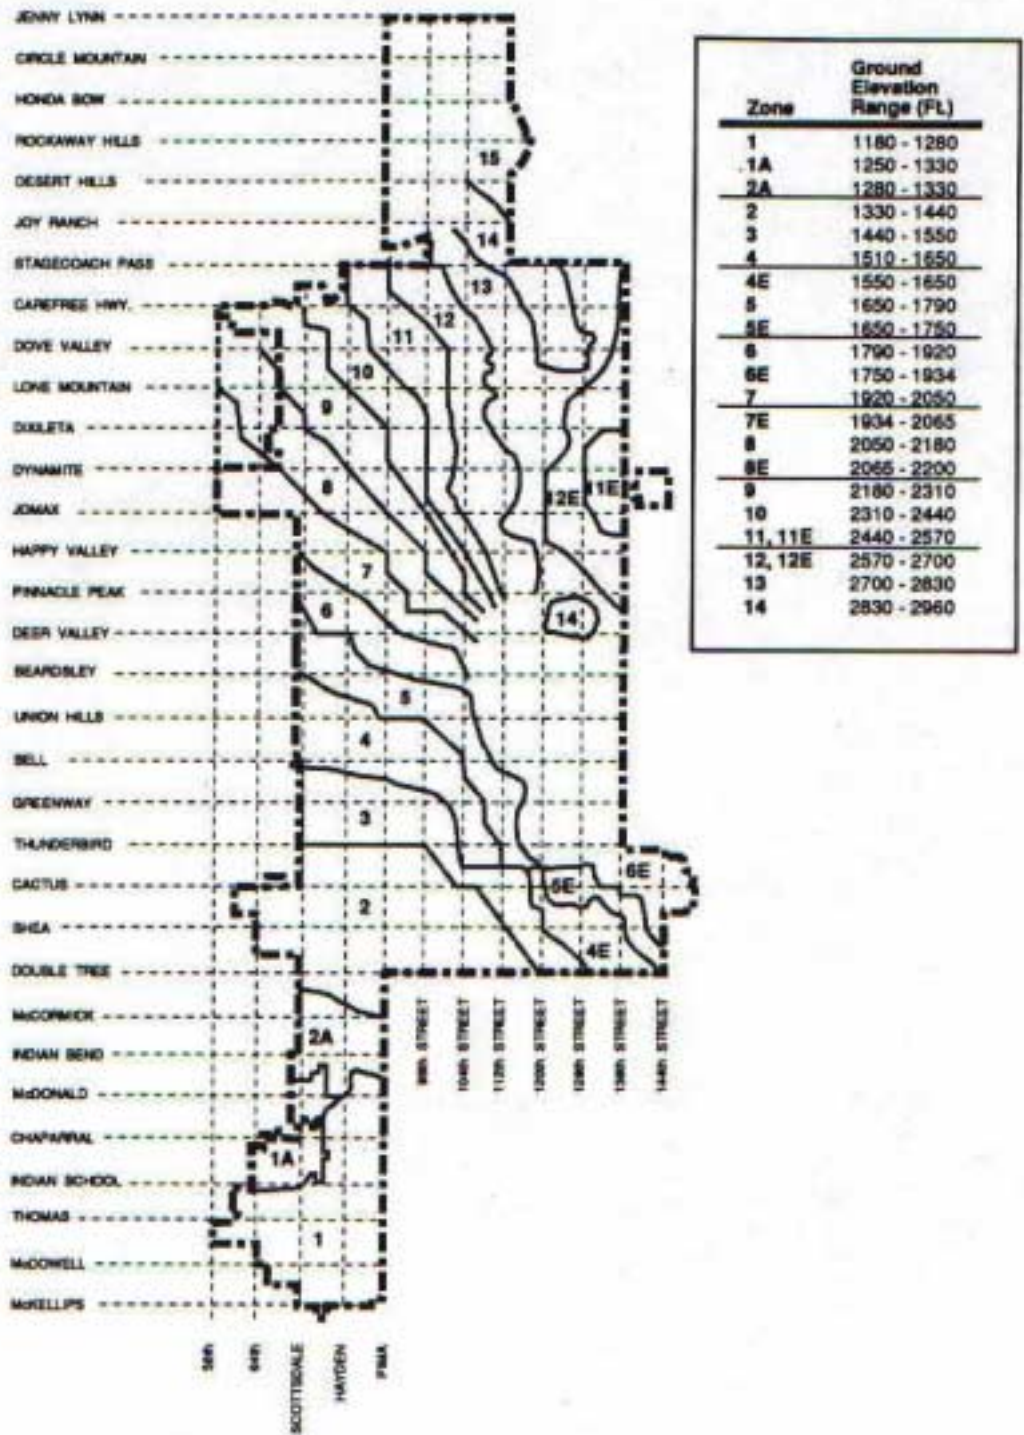 JENNY LYNN
CIRCLE MOUNTAIN
HONDA BOW
ROCKAWAY HILLS
DESERT HILLS
JOY RANCH
STAGECOACH PASS
CAREFREE HWY.
DOVE VALLEY
LONE MOUNTAIN
DIXILETA
DYNAMITE
JOMAX
HAPPY VALLEY
PINNACLE PEAK
DEER VALLEY
BEARDSLEY
UNION HILLS
BELL
GREENWAY
THUNDERBIRD
CACTUS
SHEA
DOUBLE TREE
McCORMICK
INDIAN BEND
McDONALD
CHAPARRAL
INDIAN SCHOOL
THOMAS
McDOWELL
McKELLIPS
15
14
13
12
11
10
9
8
12E
11E
7
14
6
5
4
3
6E
5E
2
4E
2A
1A
1
56th
64th
SCOTTSDALE
HAYDEN
PIMA
104th STREET
112th STREET
120th STREET
128th STREET
136th STREET
144th STREET
Ground
Elevation
Zone Range (Ft.)
1 1180 - 1280
1A 1250 - 1330
2A 1280 - 1330
2 1330 - 1440
3 1440 - 1550
4 1510 - 1650
4E 1550 - 1650
5 1650 - 1790
5E 1650 - 1750
6 1790 - 1920
6E 1750 - 1934
7 1920 - 2050
7E 1934 - 2065
8 2050 - 2180
8E 2065 - 2200
9 2180 - 2310
10 2310 - 2440
11, 11E 2440 - 2570
12, 12E 2570 - 2700
13 2700 - 2830
14 2830 - 2960